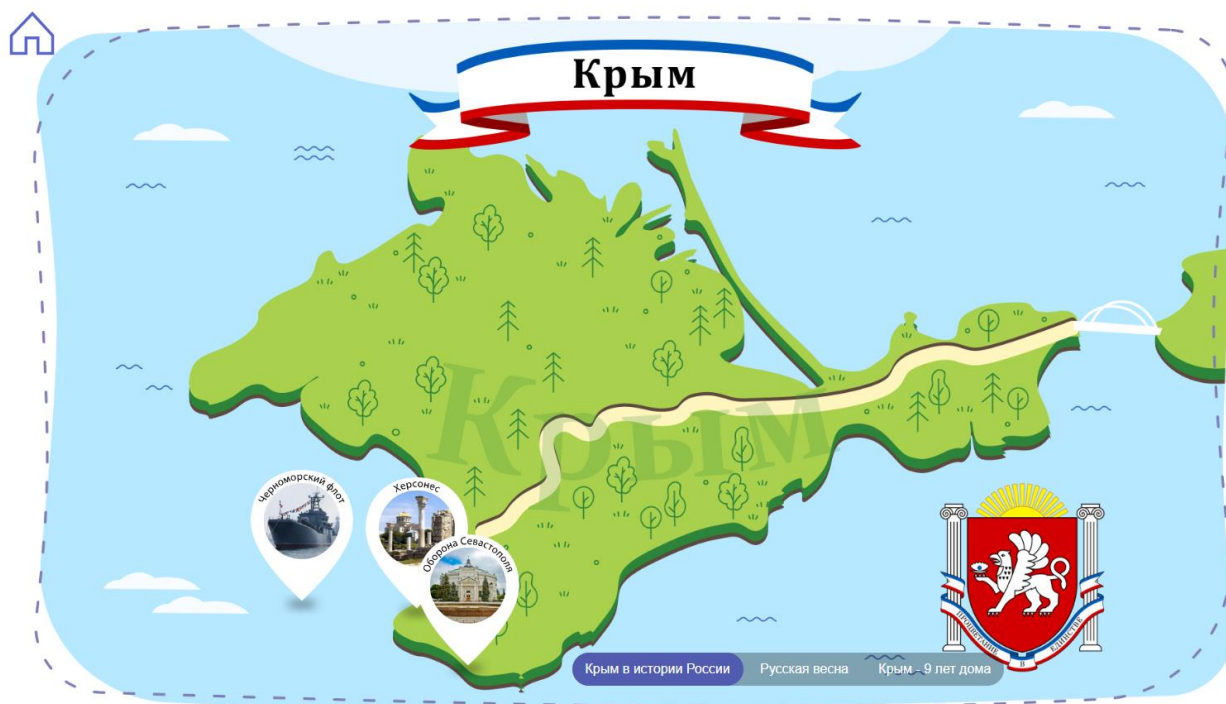 Крым
Крым
Черноморский флот
Херсонес
Оборона Севастополя
ПРОЦВЕТАНИЕ
В
ЕДИНСТВЕ
Крым в истории России
Русская весна
Крым - 9 лет дома